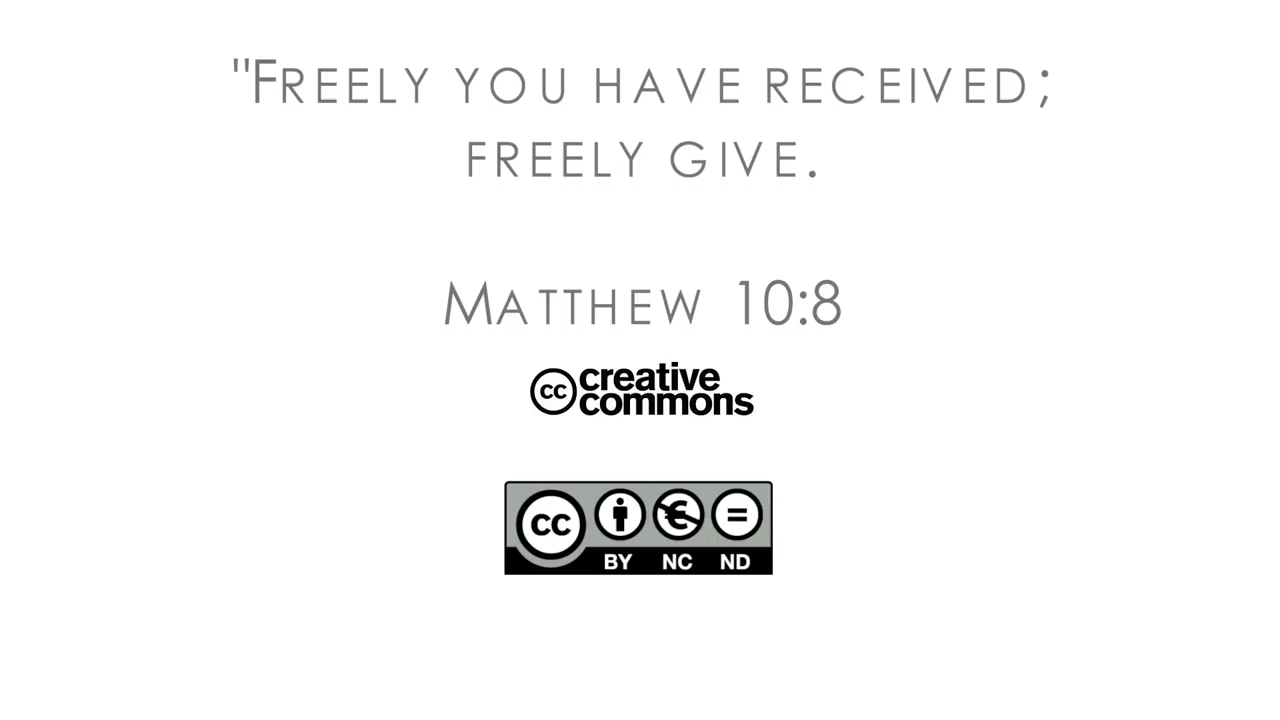 "FREELY YOU HAVE RECEIVED;
FREELY GIVE.
MATTHEW 10:8
cc creative
commons
cc BY NC ND